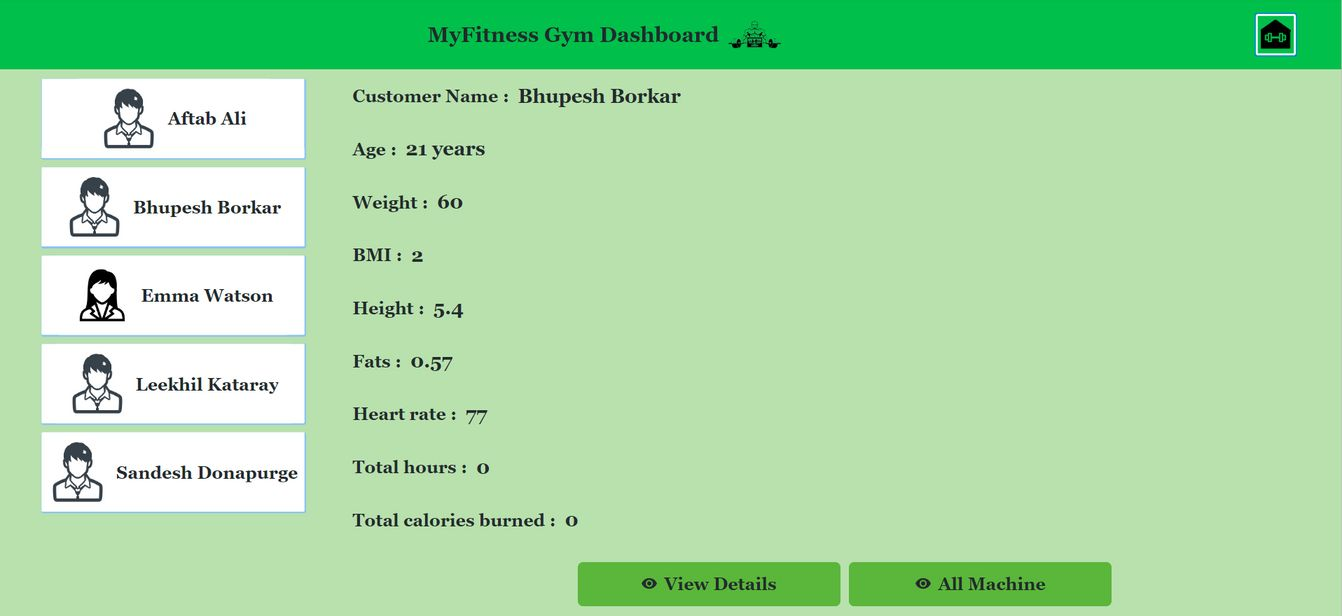 MyFitness Gym Dashboard
Aftab Ali
Bhupesh Borkar
Emma Watson
Leekhil Kataray
Sandesh Donapurge
Customer Name : Bhupesh Borkar
Age : 21 years
Weight : 60
BMI : 2
Height : 5.4
Fats : 0.57
Heart rate : 77
Total hours : 0
Total calories burned : 0
View Details
All Machine